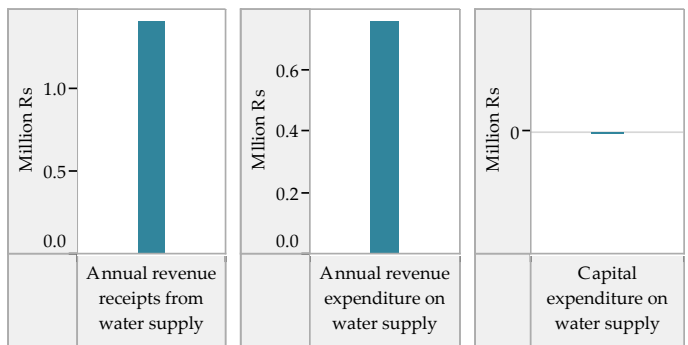 Million Rs
1.0
0.5
0.0
Annual revenue
receipts from
water supply
Mllion Rs
0.6
0.4
0.2
0.0
Annual revenue
expenditure on
water supply
Million Rs
0
Capital
expenditure on
water supply